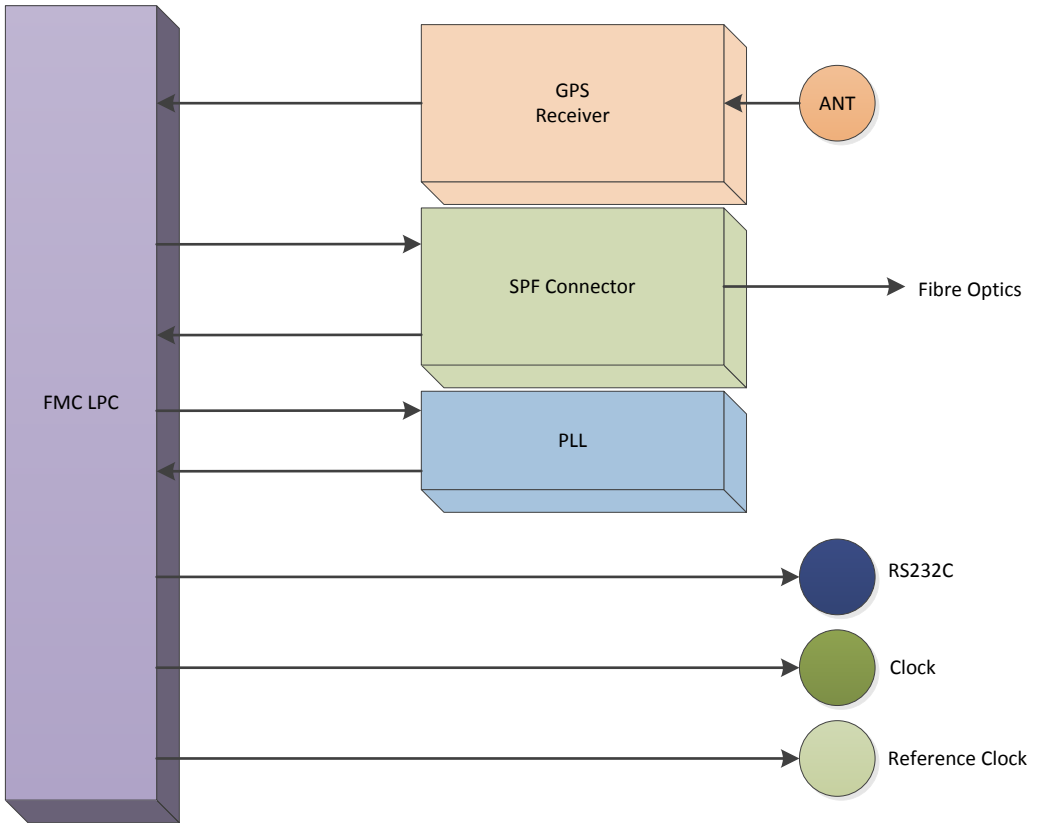 GPS
Receiver
ANT
SPF Connector
Fibre Optics
FMC LPC
PLL
RS232C
Clock
Reference Clock